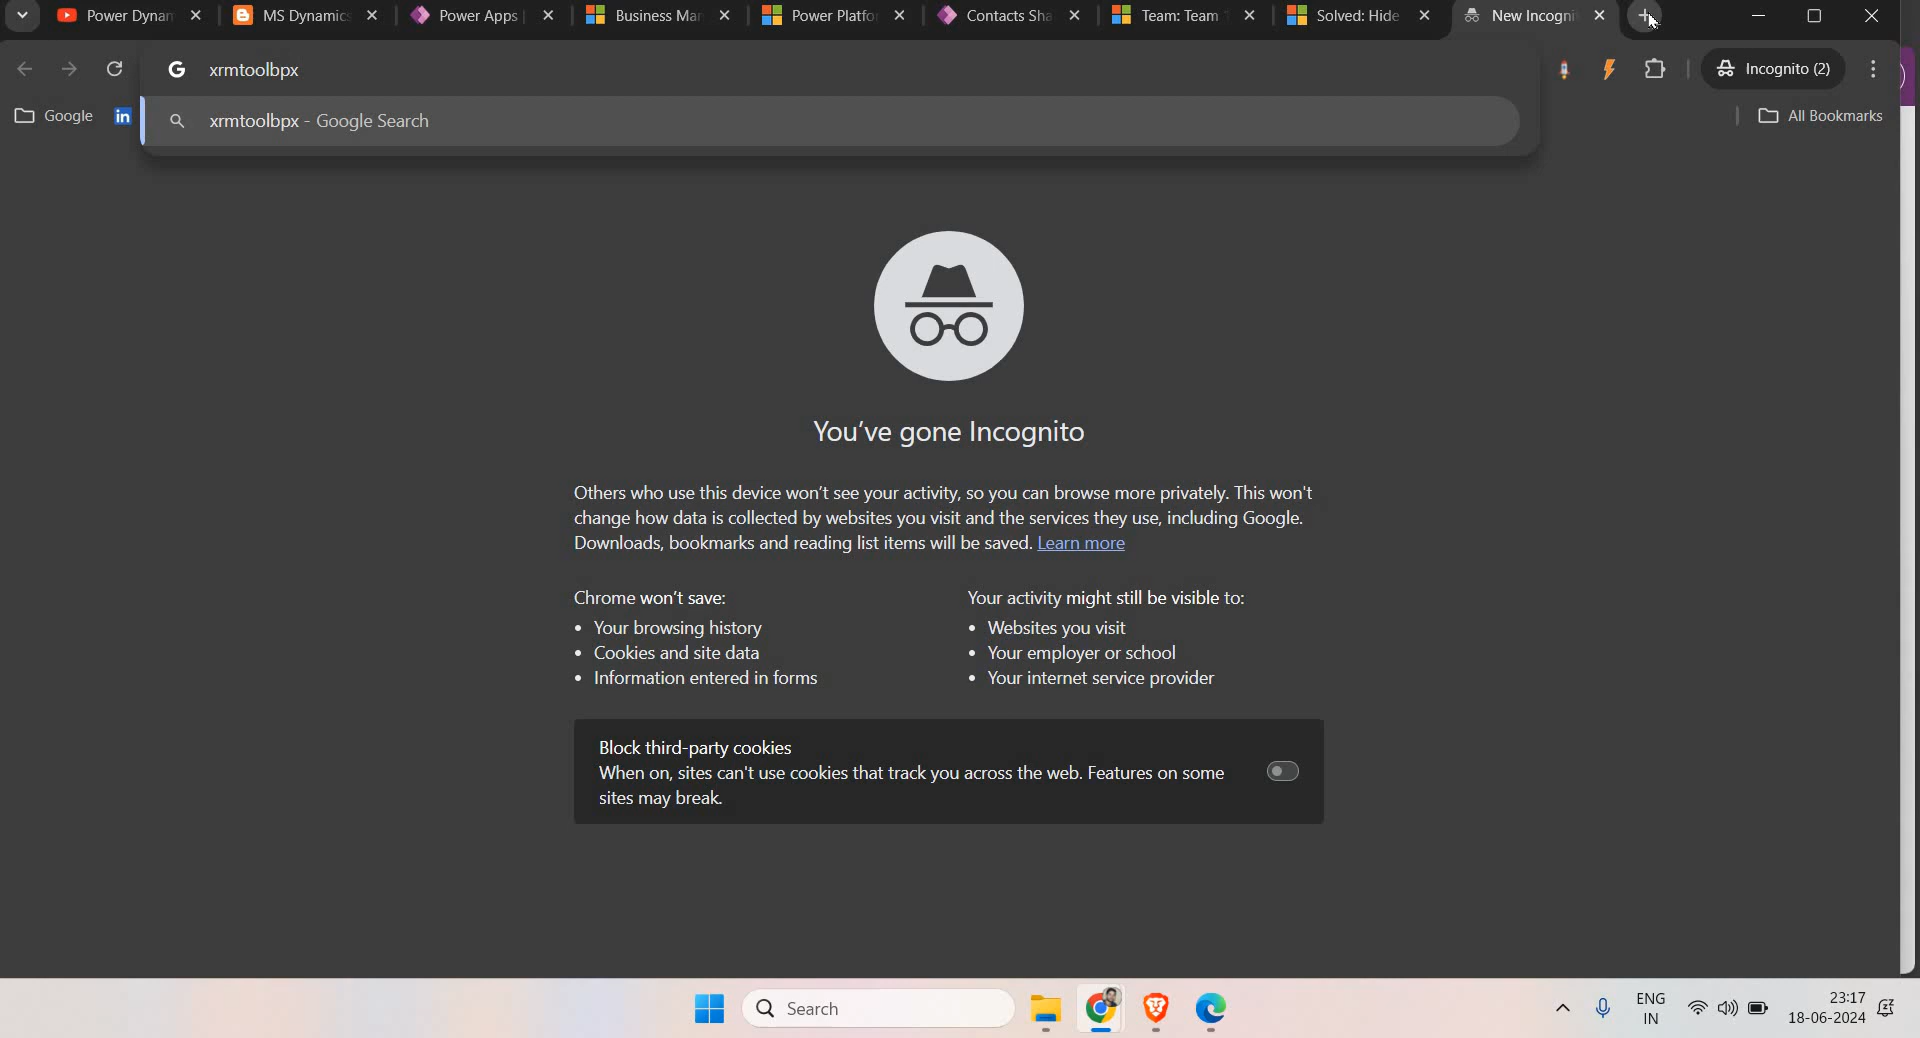 Power Dynan
MS Dynamics
Power Apps
Business Man
Power Platfo
Contacts Sha
Team: Team
Solved: Hide
New Incogni
xrmtoolbpx
Incognito (2)
Google
xrmtoolbpx - Google Search
All Bookmarks
You've gone Incognito
Others who use this device won't see your activity, so you can browse more privately. This won't
change how data is collected by websites you visit and the services they use, including Google.
Downloads, bookmarks and reading list items will be saved. Learn more
Chrome won't save:
• Your browsing history
• Cookies and site data
• Information entered in forms
Your activity might still be visible to:
• Websites you visit
• Your employer or school
• Your internet service provider
Block third-party cookies
When on, sites can't use cookies that track you across the web. Features on some
sites may break.
Search
ENG
IN
23:17
18-06-2024